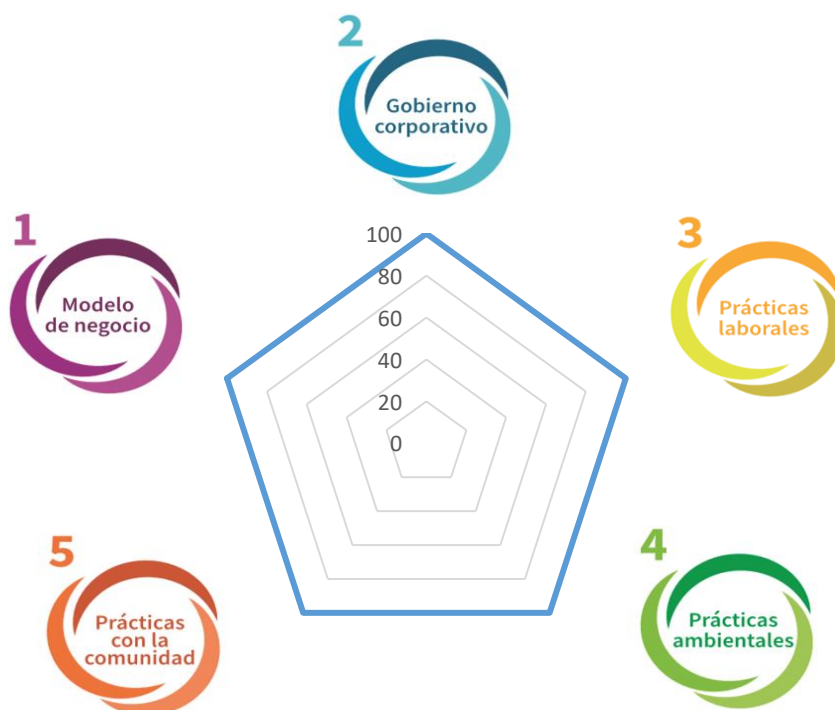 2
Gobierno
corporativo
1
Modelo
de negocio
3
Prácticas
laborales
100
80
60
40
20
0
5
Prácticas
con la
comunidad
4
Prácticas
ambientales